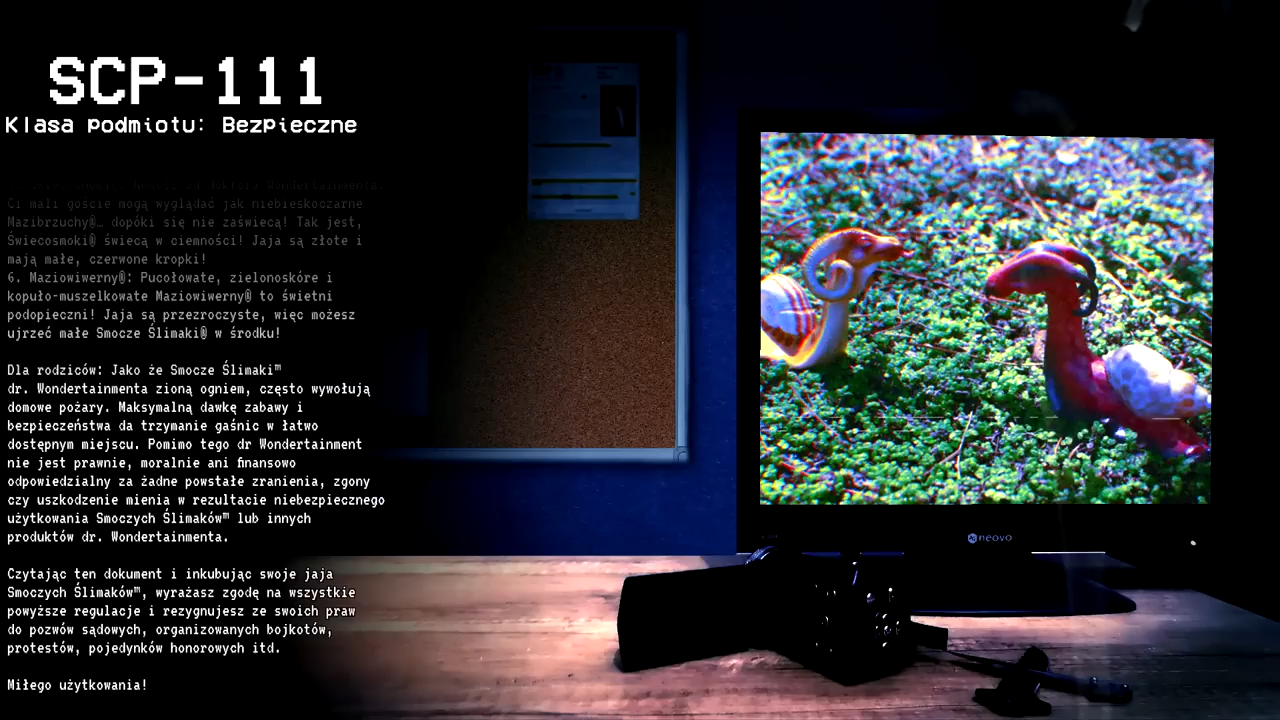 SCP-111
Klasa podmiotu: Bezpieczne
doktora Wondertainmenta.
Ci mali goście mogą wyglądać jak niebieskoczarne
Mazibrzuchy®… dopóki się nie zaświecą! Tak jest,
Świecosmoki® świecą w ciemności! Jaja są złote i
mają małe, czerwone kropki!
6. Maziowiwerny®: Pucołowate, zielonoskóre i
kopuło-muszelkowate Maziowiwerny® to świetni
podopieczni! Jaja są przezroczyste, więc możesz
ujrzeć małe Smocze Ślimaki® w środku!
Dla rodziców: Jako że Smocze Ślimaki™
dr. Wondertainmenta zioną ogniem, często wywołują
domowe pożary. Maksymalną dawkę zabawy i
bezpieczeństwa da trzymanie gaśnic w łatwo
dostępnym miejscu. Pomimo tego dr Wondertainment
nie jest prawnie, moralnie ani finansowo
odpowiedzialny za żadne powstałe zranienia, zgony
czy uszkodzenie mienia w rezultacie niebezpiecznego
użytkowania Smoczych Ślimaków™ lub innych
produktów dr. Wondertainmenta.
Czytając ten dokument i inkubując swoje jaja
Smoczych Ślimaków™, wyrażasz zgodę na wszystkie
powyższe regulacje i rezygnujesz ze swoich praw
do pozwów sądowych, organizowanych bojkotów,
protestów, pojedynków honorowych itd.
Miłego użytkowania!
neovo